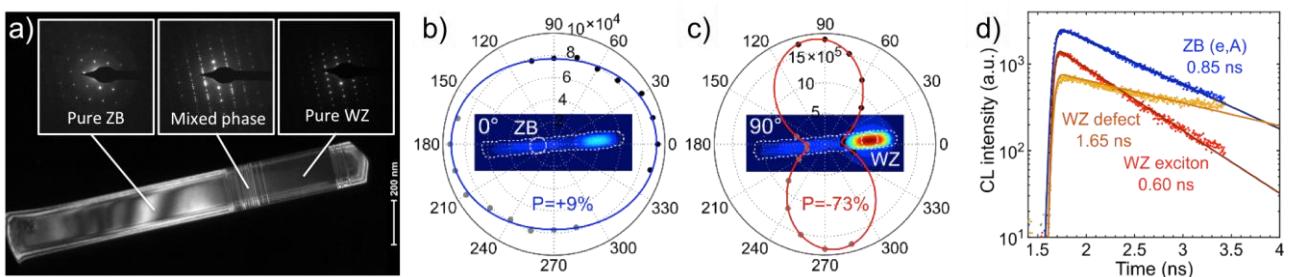 a)
Pure ZB
Mixed phase
Pure WZ
200 nm
b)
90
10×10⁴
120
60
8
150
6
30
4
0°
ZB
180
0
P=+9%
210
330
240
300
270
c)
90
120
60
15×10⁵
150
10
30
5
90°
180
0
WZ
P=-73%
210
330
240
300
270
d)
CL intensity (a.u.)
10³
10²
10¹
ZB (e,A)
0.85 ns
WZ defect
1.65 ns
WZ exciton
0.60 ns
1.5
2
2.5
3
3.5
4
Time (ns)